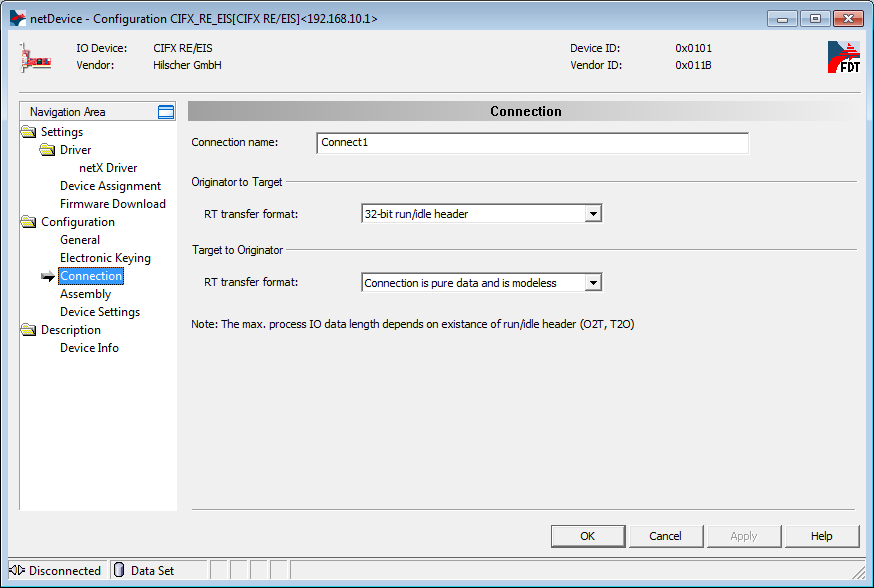 netDevice - Configuration CIFX_RE_EIS[CIFX RE/EIS]<192.168.10.1>
IO Device: CIFX RE/EIS Device ID: 0x0101
Vendor: Hilscher GmbH Vendor ID: 0x011B
FDT
Navigation Area
Settings
Driver
netX Driver
Device Assignment
Firmware Download
Configuration
General
Electronic Keying
Connection
Assembly
Device Settings
Description
Device Info
Connection
Connection name: Connect1
Originator to Target
RT transfer format: 32-bit run/idle header
Target to Originator
RT transfer format: Connection is pure data and is modeless
Note: The max. process IO data length depends on existance of run/idle header (O2T, T2O)
OK Cancel Apply Help
Disconnected Data Set